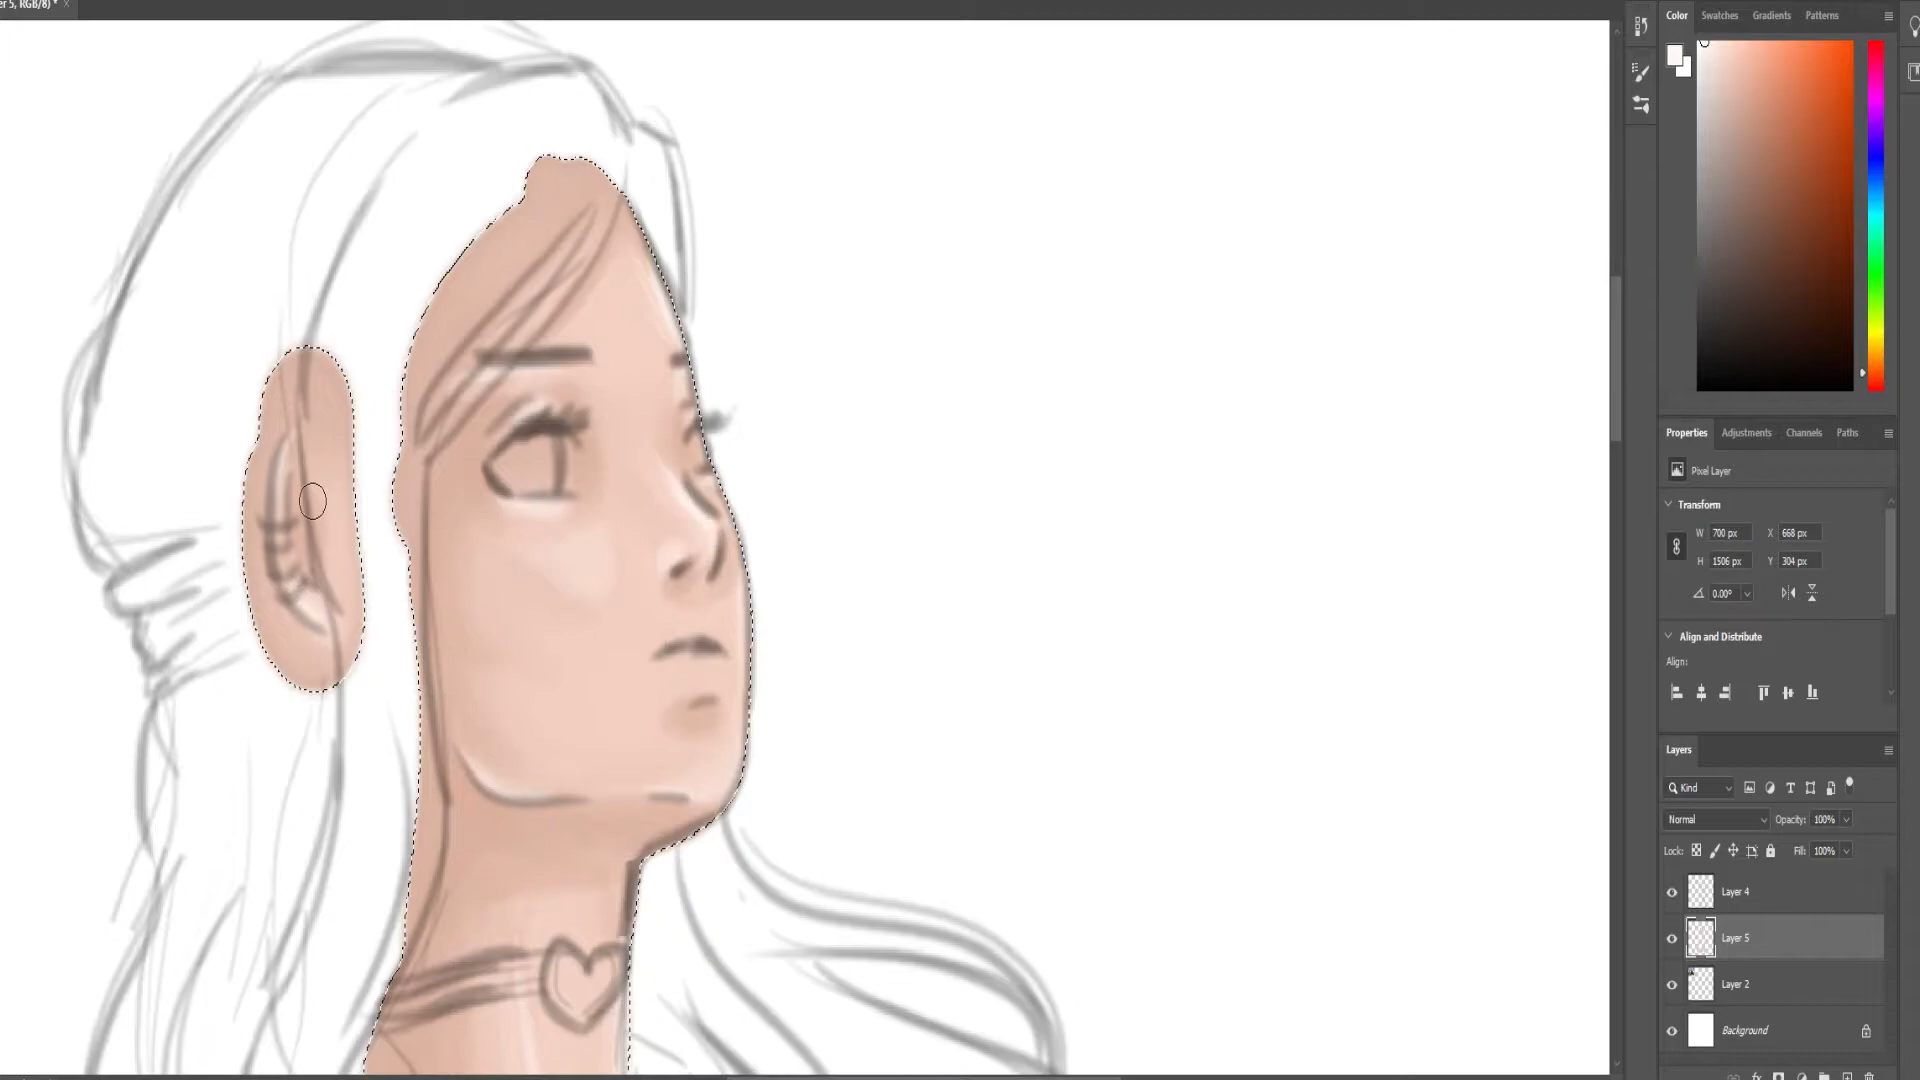 er 5, RGB/8) * ×
Color Swatches Gradients Patterns
Properties Adjustments Channels Paths
Pixel Layer
Transform
W 700 px X 668 px
H 1506 px Y 304 px
0.00°
Align and Distribute
Align:
Layers
Kind
Normal Opacity: 100%
Lock: Fill: 100%
Layer 4
Layer 5
Layer 2
Background
fx